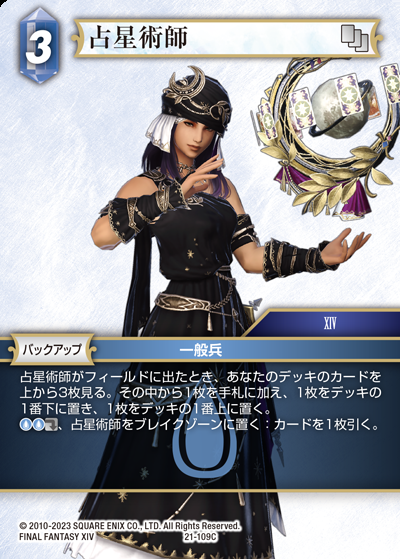 3
占星術師
XIV
バックアップ
一般兵
占星術師がフィールドに出たとき、あなたのデッキのカードを
上から3枚見る。その中から1枚を手札に加え、1枚をデッキの
1番下に置き、1枚をデッキの1番上に置く。
、占星術師をブレイクゾーンに置く：カードを1枚引く。
© 2010-2023 SQUARE ENIX CO., LTD. All Rights Reserved.
FINAL FANTASY XIV
21-109C